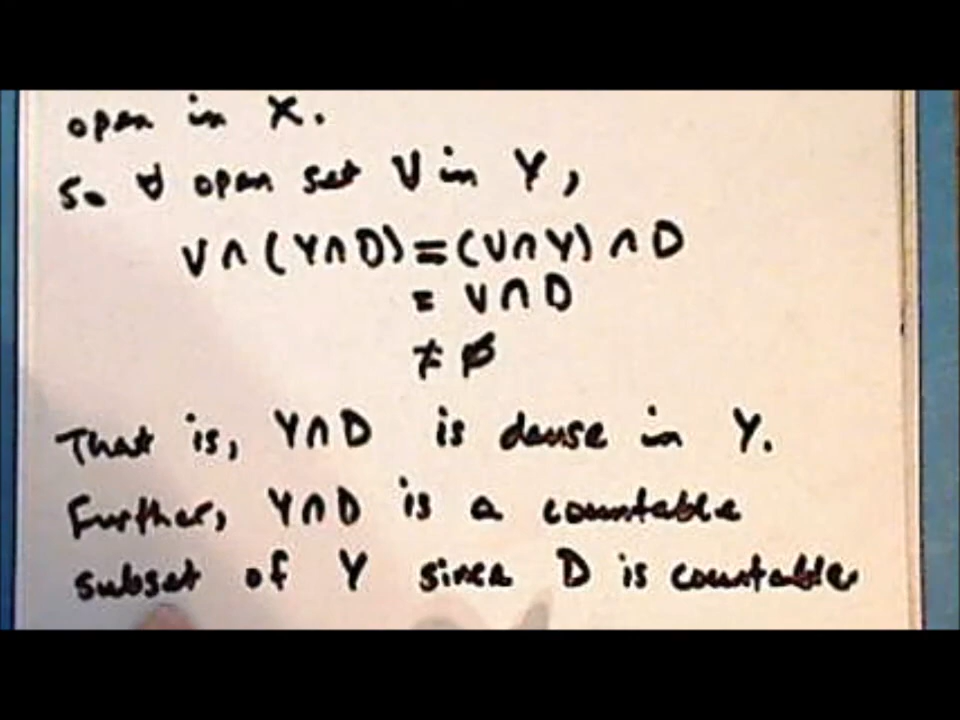 open in X.
So ∀ open set V in Y,
V∩(Y∩D)=(V∩Y)∩D
= V∩D
≠ ∅
That is, Y∩D is dense in Y.
Further, Y∩D is a countable
subset of Y since D is countable